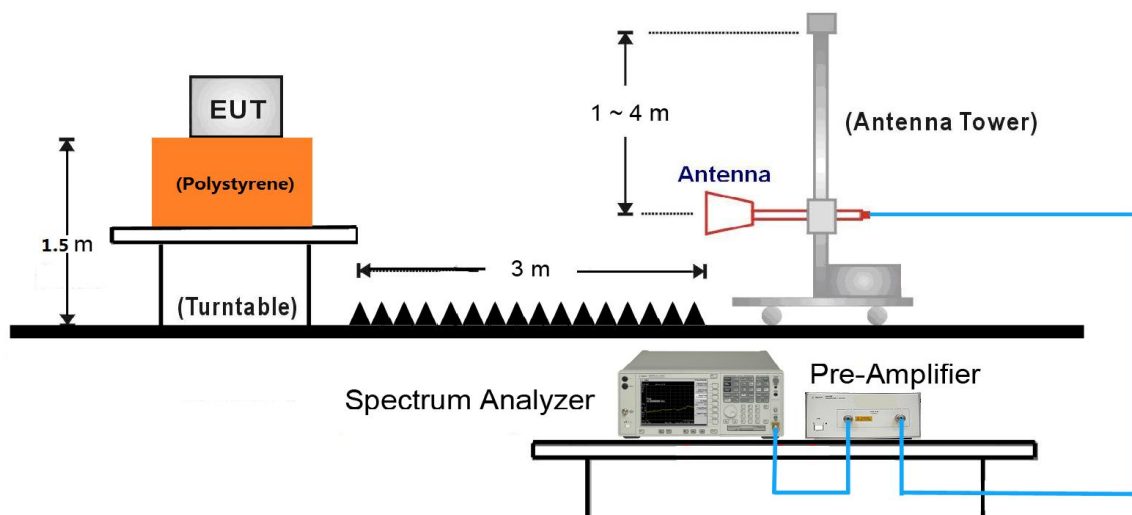 EUT
1 ~ 4 m
(Antenna Tower)
Antenna
(Polystyrene)
1.5 m
3 m
(Turntable)
Spectrum Analyzer
Pre-Amplifier